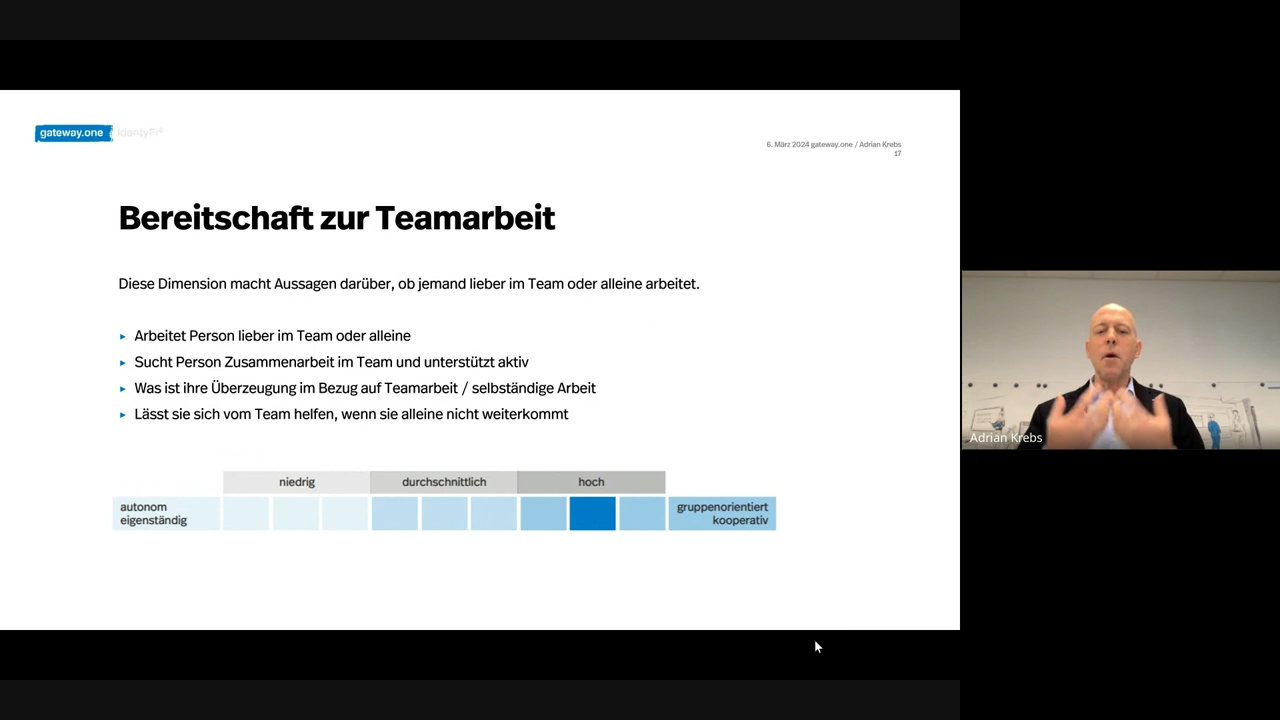 gateway.one IdentyFi®
6. März 2024 gateway.one / Adrian Krebs
17
Bereitschaft zur Teamarbeit
Diese Dimension macht Aussagen darüber, ob jemand lieber im Team oder alleine arbeitet.
▸ Arbeitet Person lieber im Team oder alleine
▸ Sucht Person Zusammenarbeit im Team und unterstützt aktiv
▸ Was ist ihre Überzeugung im Bezug auf Teamarbeit / selbständige Arbeit
▸ Lässt sie sich vom Team helfen, wenn sie alleine nicht weiterkommt
niedrig durchschnittlich hoch
autonom
eigenständig
gruppenorientiert
kooperativ
Adrian Krebs